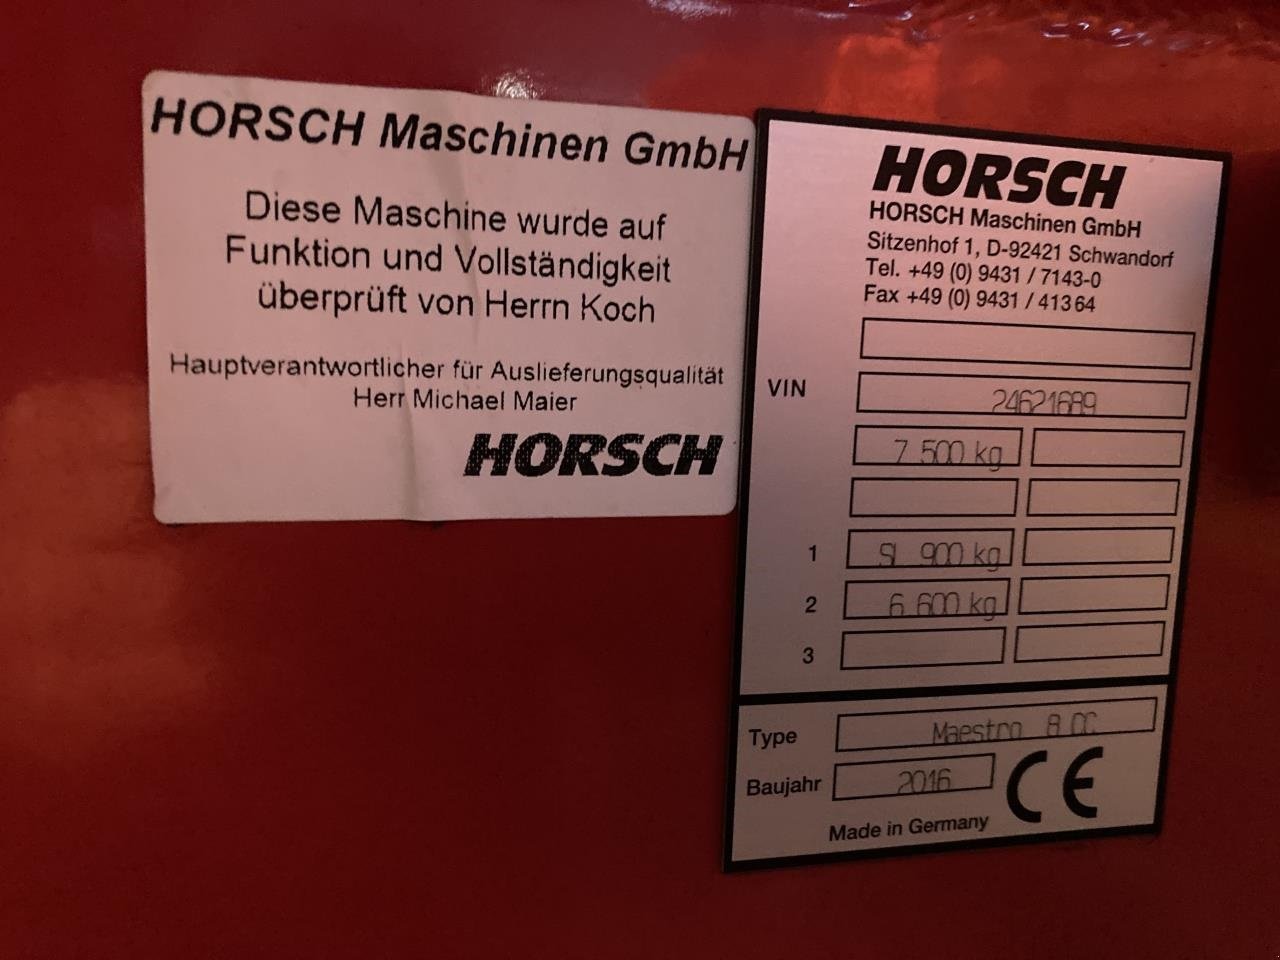 HORSCH Maschinen GmbH
Diese Maschine wurde auf
Funktion und Vollständigkeit
überprüft von Herrn Koch
Hauptverantwortlicher für Auslieferungsqualität
Herr Michael Maier
HORSCH
HORSCH
HORSCH Maschinen GmbH
Sitzenhof 1, D-92421 Schwandorf
Tel. +49 (0) 9431 / 7143-0
Fax +49 (0) 9431 / 41364
VIN 24621689
7 500 kg
1 SI 900 kg
2 6 600 kg
3
Type Maestro 8 CC
Baujahr 2016 CE
Made in Germany